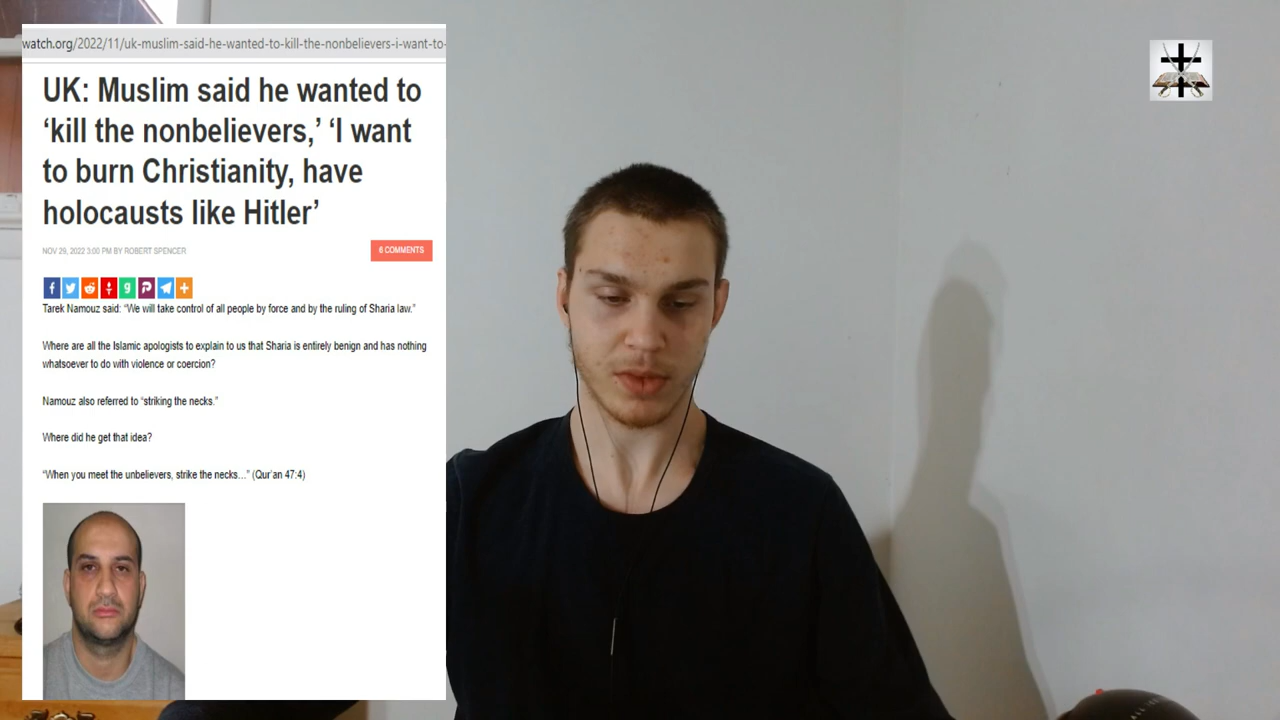 watch.org/2022/11/uk-muslim-said-he-wanted-to-kill-the-nonbelievers-i-want-to-
UK: Muslim said he wanted to
‘kill the nonbelievers,’ ‘I want
to burn Christianity, have
holocausts like Hitler’
NOV 29, 2022 3:00 PM BY ROBERT SPENCER
6 COMMENTS
Tarek Namouz said: “We will take control of all people by force and by the ruling of Sharia law.”
Where are all the Islamic apologists to explain to us that Sharia is entirely benign and has nothing
whatsoever to do with violence or coercion?
Namouz also referred to “striking the necks.”
Where did he get that idea?
“When you meet the unbelievers, strike the necks…” (Qur’an 47:4)